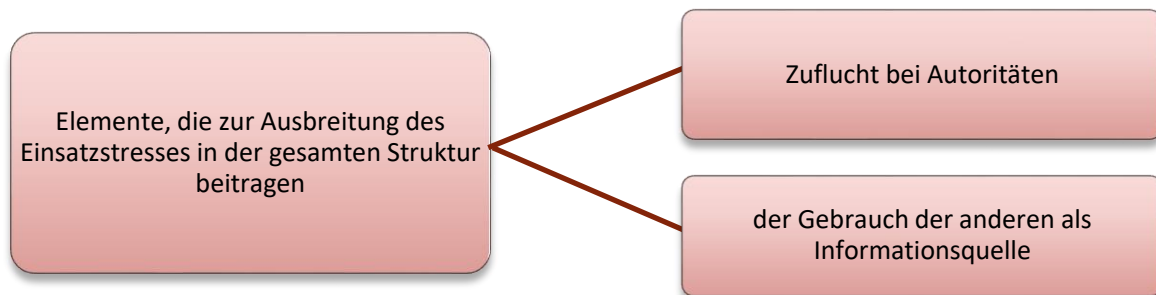 Elemente, die zur Ausbreitung des
Einsatzstresses in der gesamten Struktur
beitragen
Zuflucht bei Autoritäten
der Gebrauch der anderen als
Informationsquelle